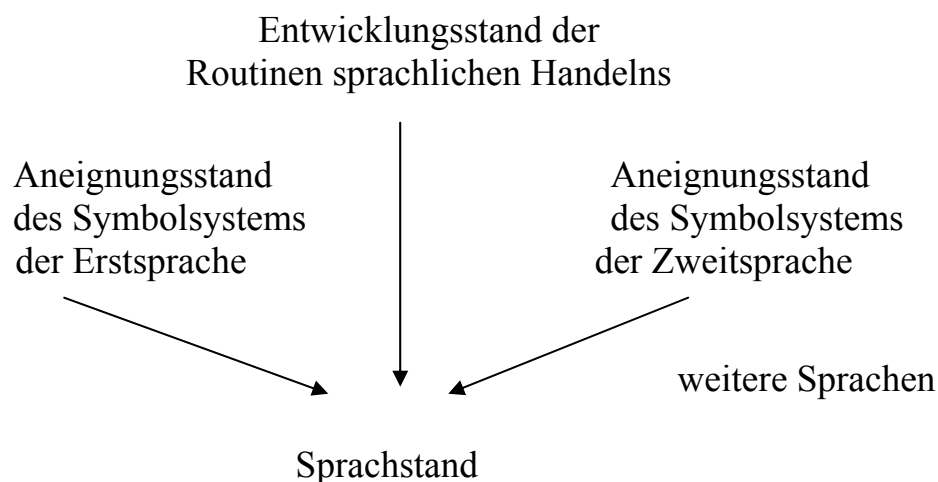 Entwicklungsstand der
Routinen sprachlichen Handelns
Aneignungsstand
des Symbolsystems
der Erstsprache
Aneignungsstand
des Symbolsystems
der Zweitsprache
weitere Sprachen
Sprachstand